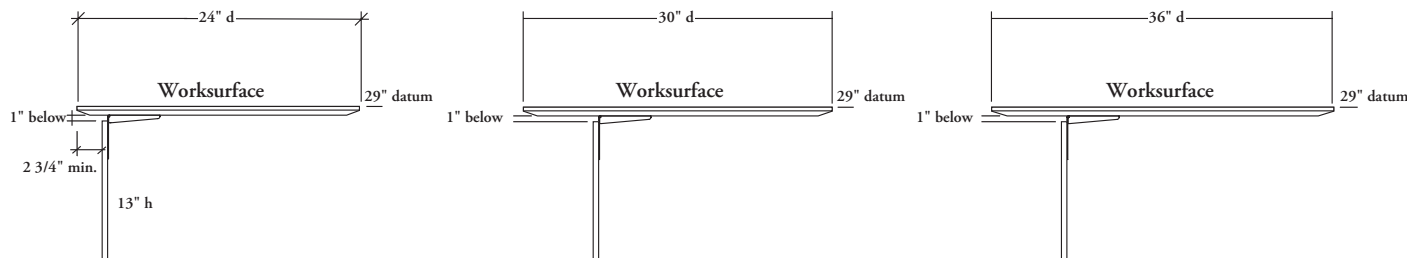 24" d
30" d
36" d
Worksurface
29" datum
Worksurface
29" datum
Worksurface
29" datum
1" below
1" below
1" below
2 3/4" min.
13" h